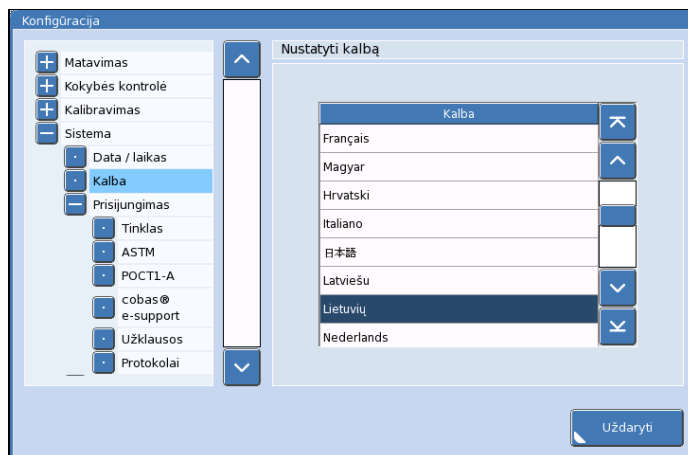 Konfigūracija
Matavimas
Kokybės kontrolė
Kalibravimas
Sistema
Data / laikas
Kalba
Prisijungimas
Tinklas
ASTM
POCT1-A
cobas®
e-support
Užklausos
Protokolai
Nustatyti kalbą
Kalba
Français
Magyar
Hrvatski
Italiano
日本語
Latviešu
Lietuvių
Nederlands
Uždaryti